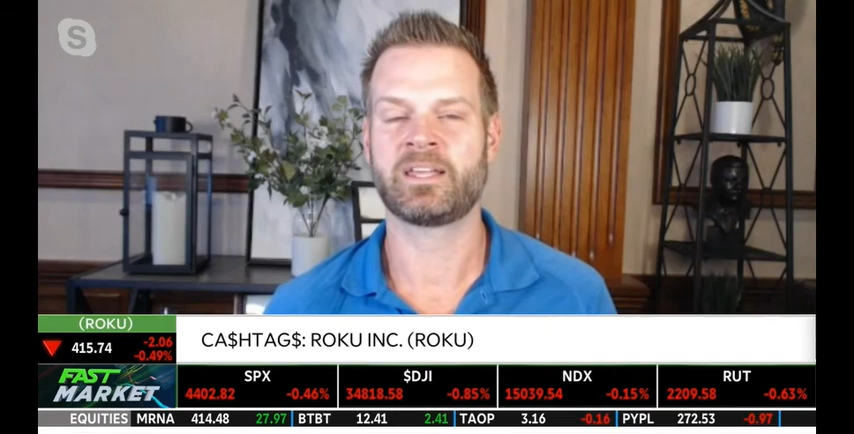 S
(ROKU)
415.74
-2.06
-0.49%
CA$HTAG$: ROKU INC. (ROKU)
FAST
MARKET
SPX
4402.82 -0.46%
$DJI
34818.58 -0.85%
NDX
15039.54 -0.15%
RUT
2209.58 -0.63%
EQUITIES MRNA 414.48 27.97 BTBT 12.41 2.41 TAOP 3.16 -0.16 PYPL 272.53 -0.97